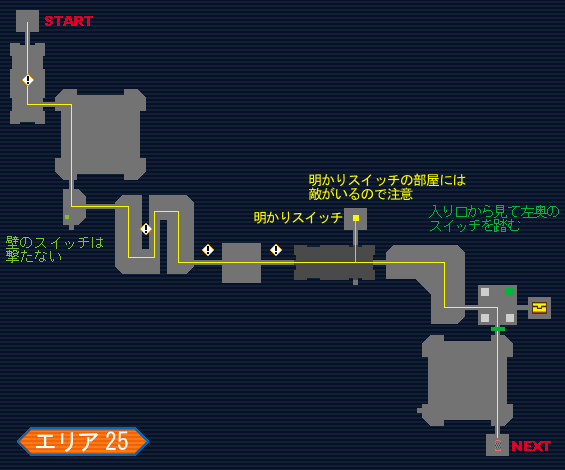 START
明かりスイッチの部屋には
敵がいるので注意
明かりスイッチ
入り口から見て左奥の
スイッチを踏む
壁のスイッチは
撃たない
NEXT
エリア 25